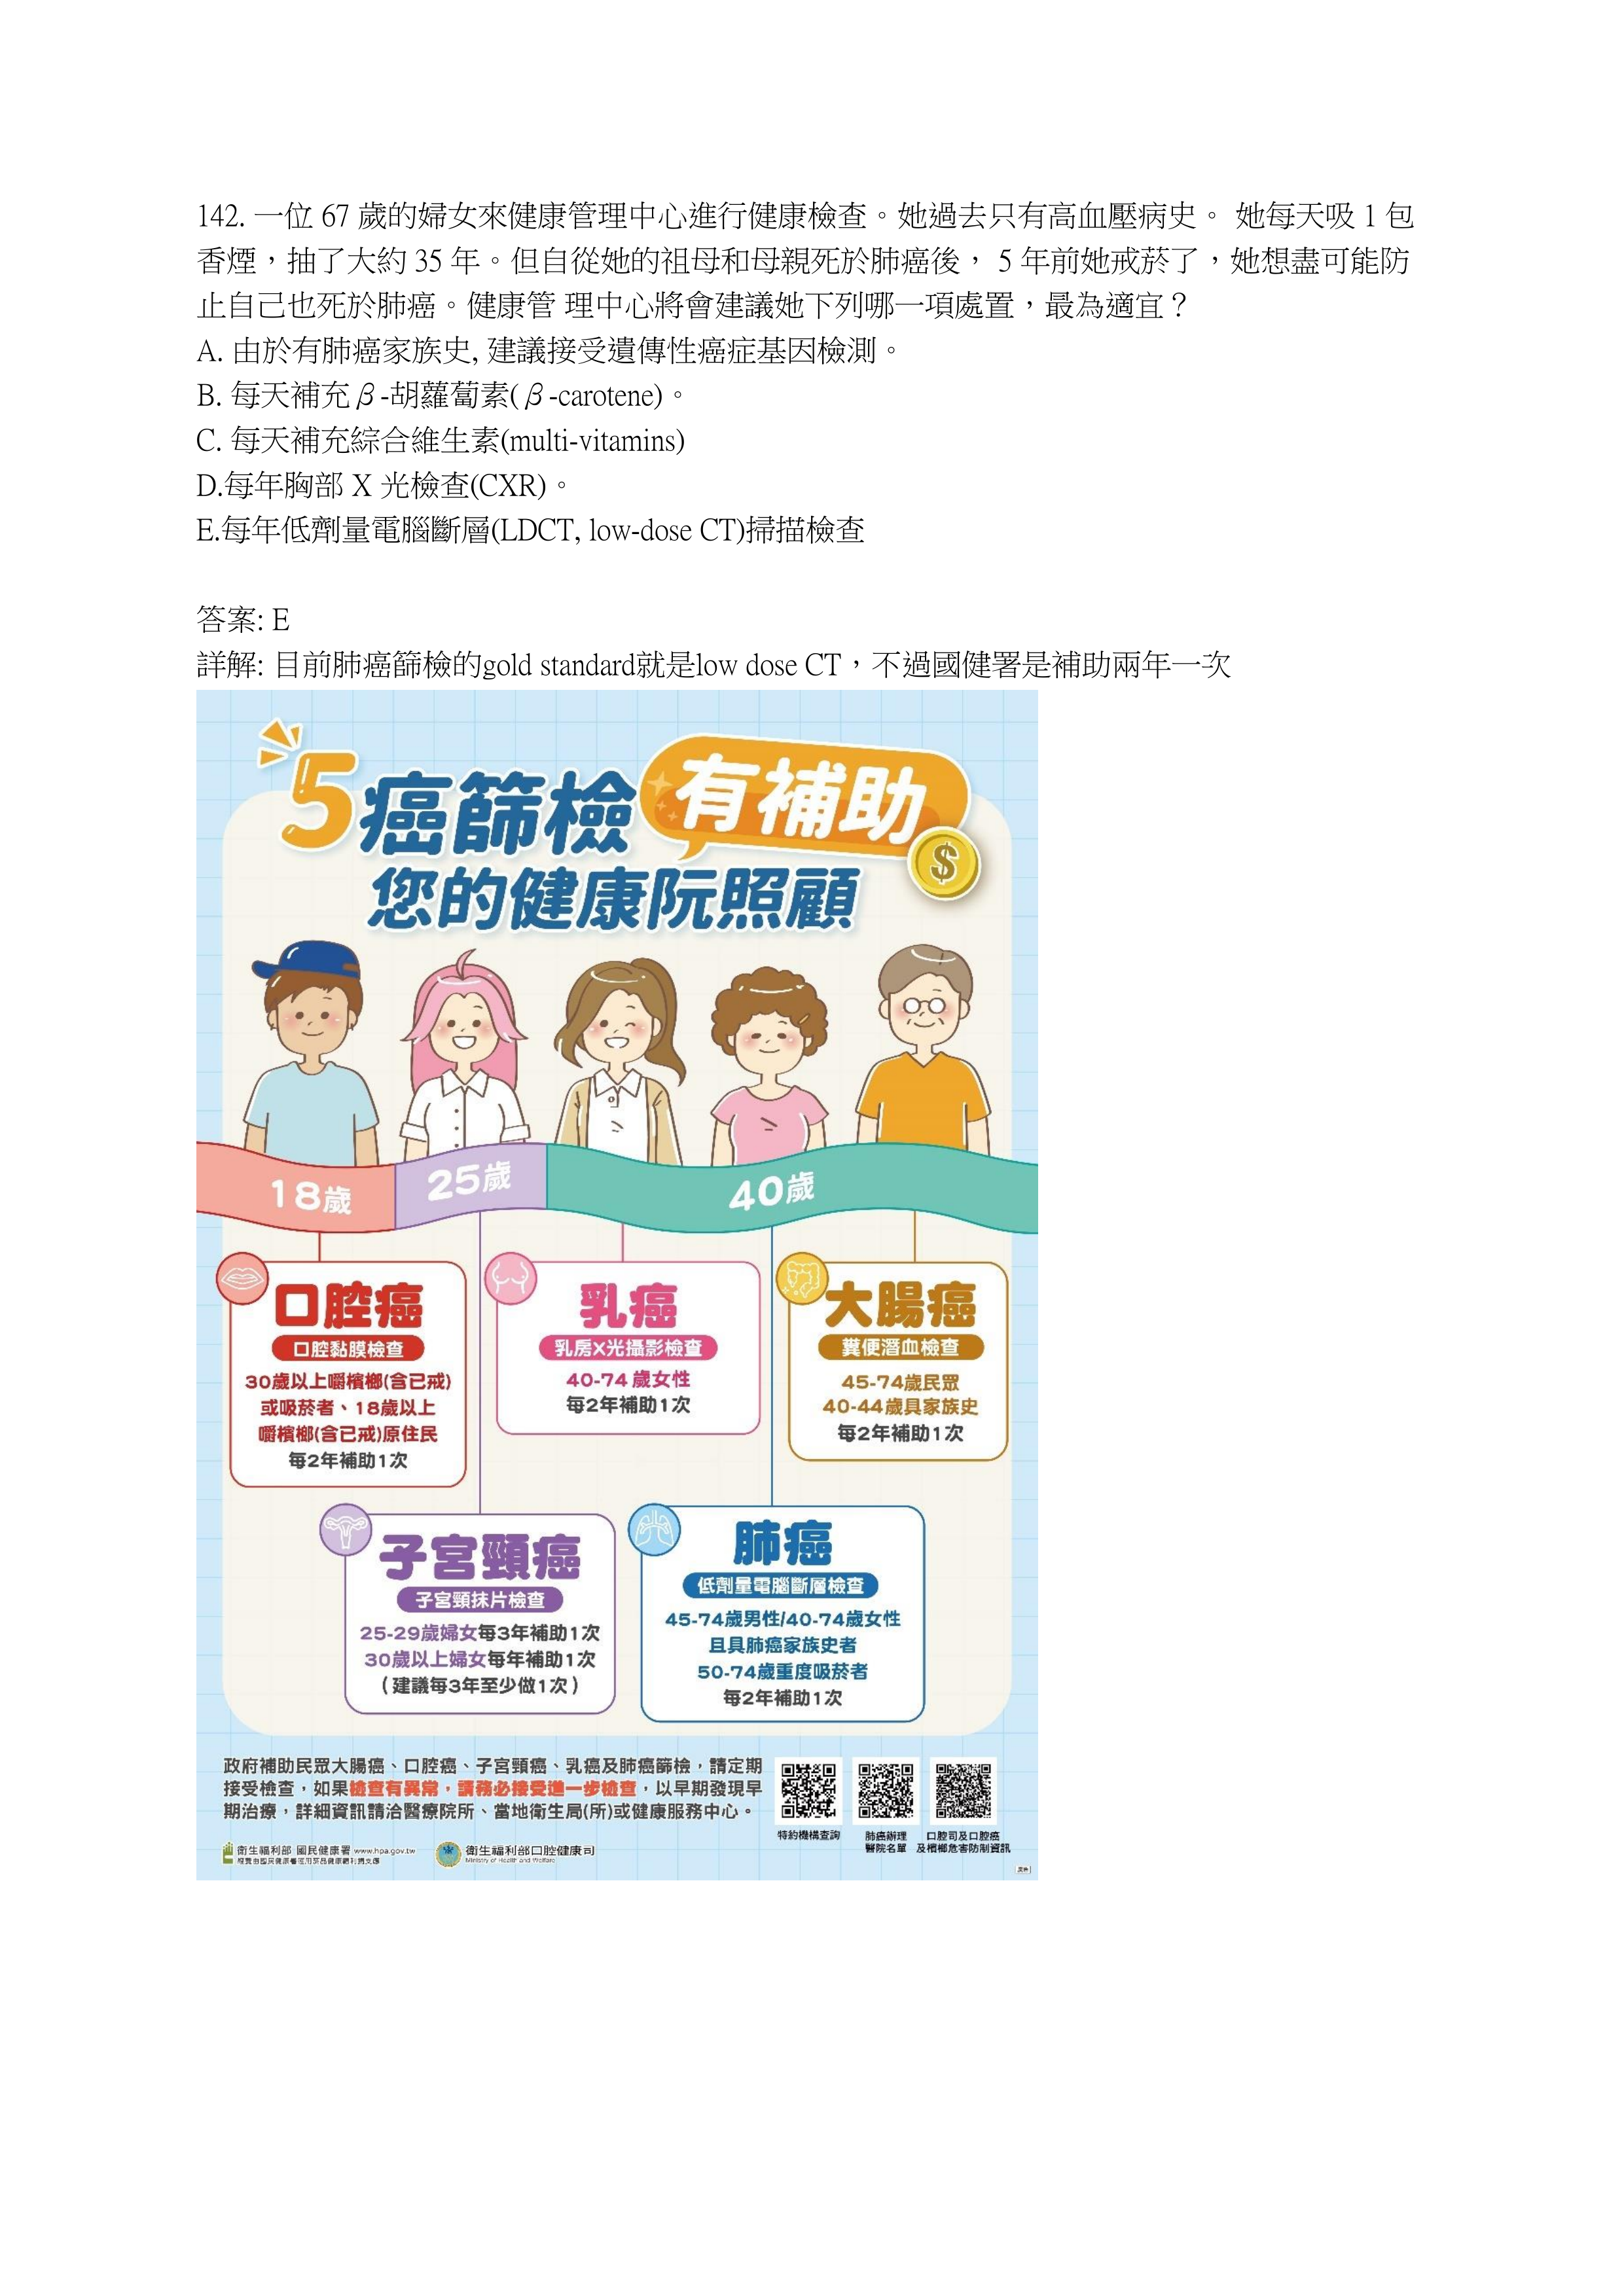 142. 一位 67 歲的婦女來健康管理中心進行健康檢查。她過去只有高血壓病史。 她每天吸 1 包
香煙，抽了大約 35 年。但自從她的祖母和母親死於肺癌後， 5 年前她戒菸了，她想盡可能防
止自己也死於肺癌。健康管 理中心將會建議她下列哪一項處置，最為適宜？
A. 由於有肺癌家族史, 建議接受遺傳性癌症基因檢測。
B. 每天補充β-胡蘿蔔素(β-carotene)。
C. 每天補充綜合維生素(multi-vitamins)
D.每年胸部 X 光檢查(CXR)。
E.每年低劑量電腦斷層(LDCT, low-dose CT)掃描檢查
答案: E
詳解: 目前肺癌篩檢的gold standard就是low dose CT，不過國健署是補助兩年一次
5癌篩檢 有補助
$
您的健康阮照顧
18歲 25歲 40歲
口腔癌
口腔黏膜檢查
30歲以上嚼檳榔(含已戒)
或吸菸者、18歲以上
嚼檳榔(含已戒)原住民
每2年補助1次
乳癌
乳房X光攝影檢查
40-74 歲女性
每2年補助1次
大腸癌
糞便潛血檢查
45-74歲民眾
40-44歲具家族史
每2年補助1次
子宮頸癌
子宮頸抹片檢查
25-29歲婦女每3年補助1次
30歲以上婦女每年補助1次
(建議每3年至少做1次)
肺癌
低劑量電腦斷層檢查
45-74歲男性/40-74歲女性
且具肺癌家族史者
50-74歲重度吸菸者
每2年補助1次
政府補助民眾大腸癌、口腔癌、子宮頸癌、乳癌及肺癌篩檢，請定期
接受檢查，如果檢查有異常，請務必接受進一步檢查，以早期發現早
期治療，詳細資訊請洽醫療院所、當地衛生局(所)或健康服務中心。
特約機構查詢
肺癌辦理
醫院名單
口腔司及口腔癌
及檳榔危害防制資訊
衛生福利部 國民健康署 www.hpa.gov.tw
經費由國民健康署運用菸品健康福利捐支應
衛生福利部口腔健康司
Ministry of Health and Welfare